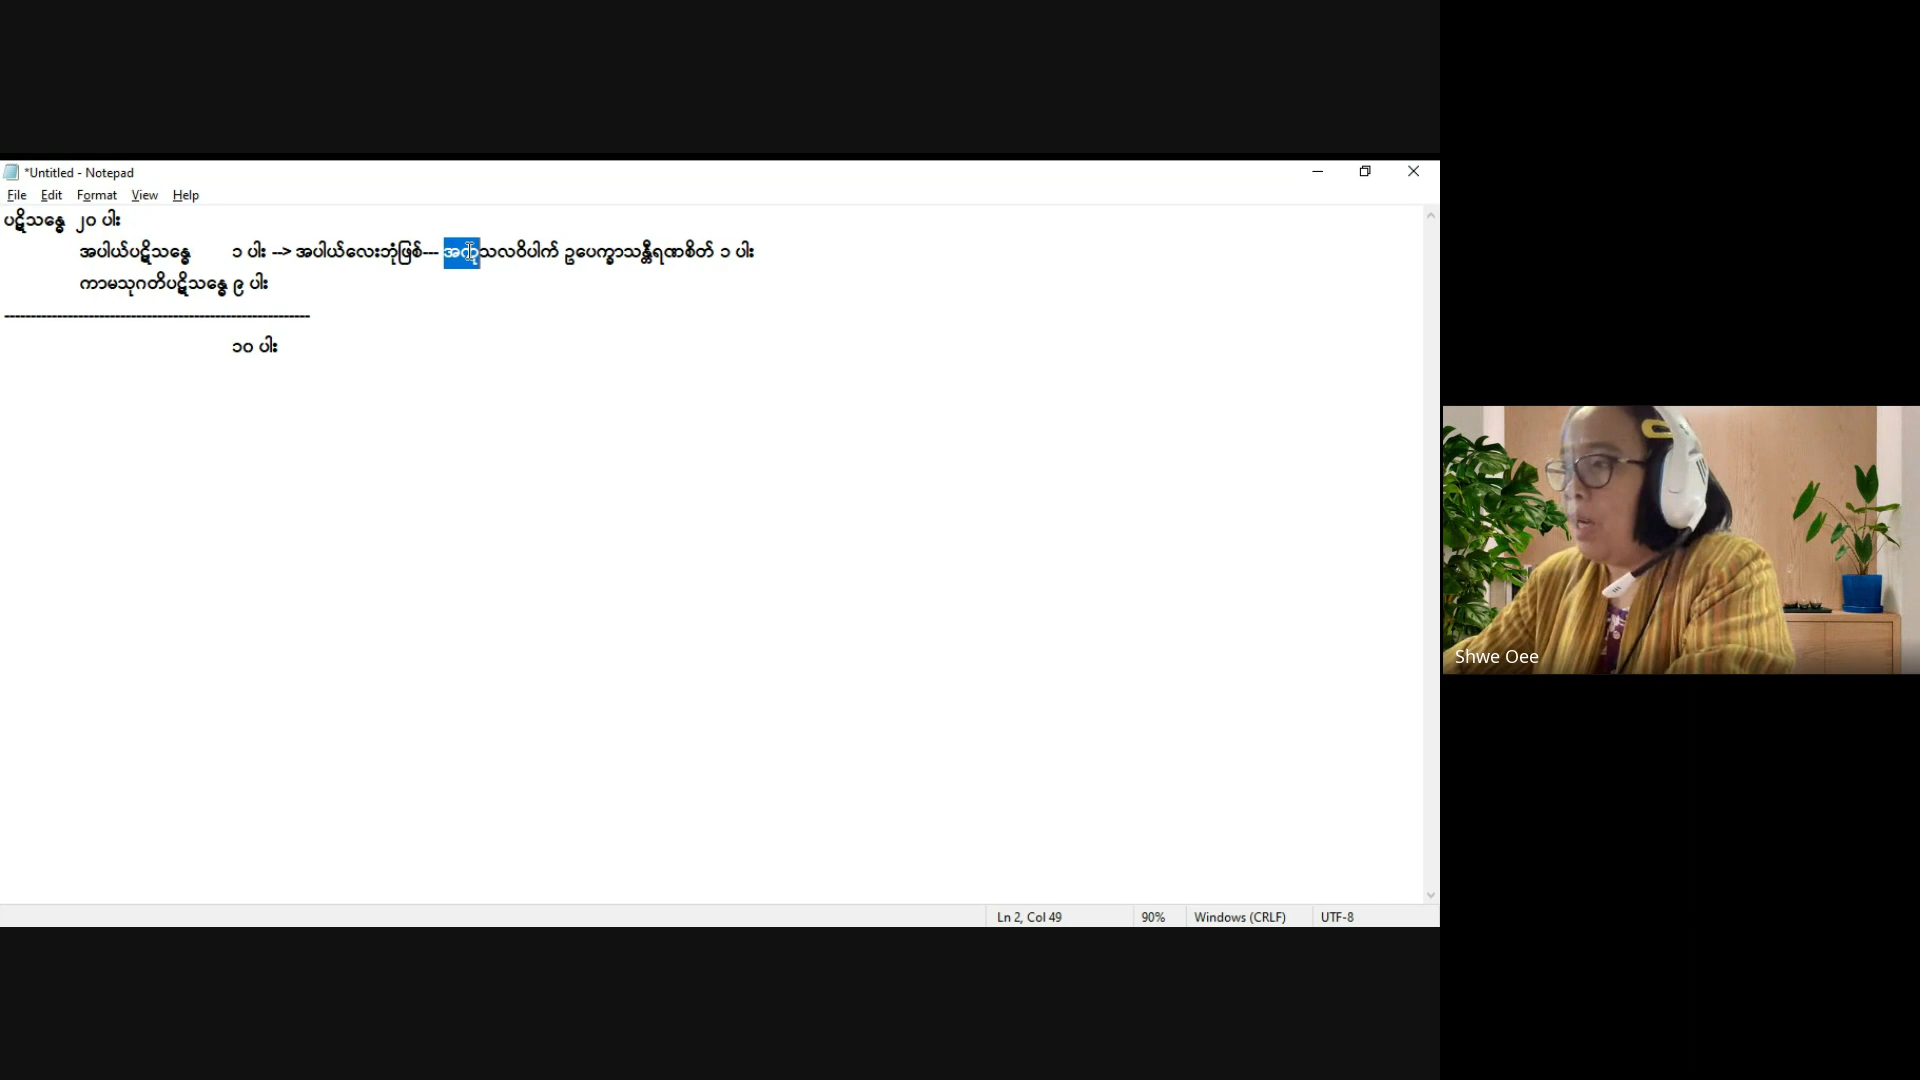 *Untitled - Notepad
File Edit Format View Help
ပဋိသန္ဓေ ၂၀ ပါး
အပါယ်ပဋိသန္ဓေ ၁ ပါး --> အပါယ်လေးဘုံဖြစ်--- အကုသလဝိပါက် ဥပေက္ခာသန္တီရဏစိတ် ၁ ပါး
ကာမသုဂတိပဋိသန္ဓေ ၉ ပါး
-----------------------------------------------------------
၁၀ ပါး
Shwe Oee
Ln 2, Col 49 90% Windows (CRLF) UTF-8